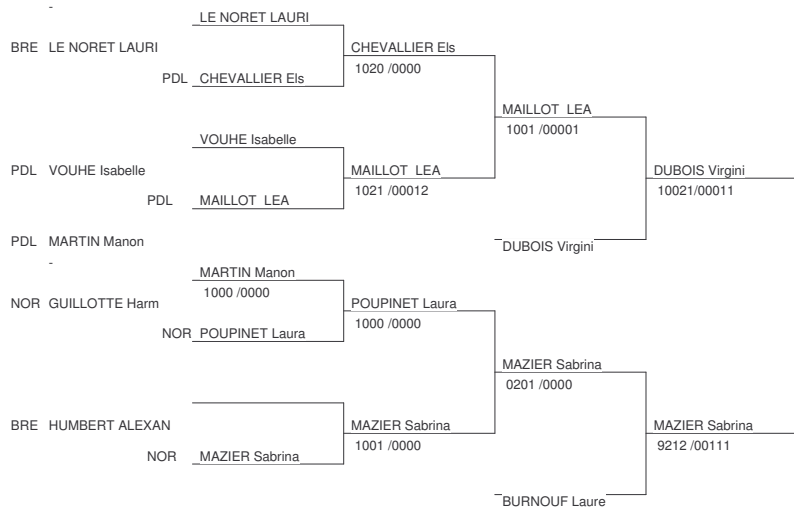 -
LE NORET LAURI
BRE LE NORET LAURI CHEVALLIER Els
1020 /0000
PDL CHEVALLIER Els
MAILLOT LEA
1001 /00001
VOUHE Isabelle
PDL VOUHE Isabelle MAILLOT LEA DUBOIS Virgini
1021 /00012 10021/00011
PDL MAILLOT LEA
PDL MARTIN Manon DUBOIS Virgini
-
MARTIN Manon
1000 /0000
NOR GUILLOTTE Harm POUPINET Laura
1000 /0000
NOR POUPINET Laura
MAZIER Sabrina
0201 /0000
BRE HUMBERT ALEXAN MAZIER Sabrina MAZIER Sabrina
1001 /0000 9212 /00111
NOR MAZIER Sabrina
BURNOUF Laure